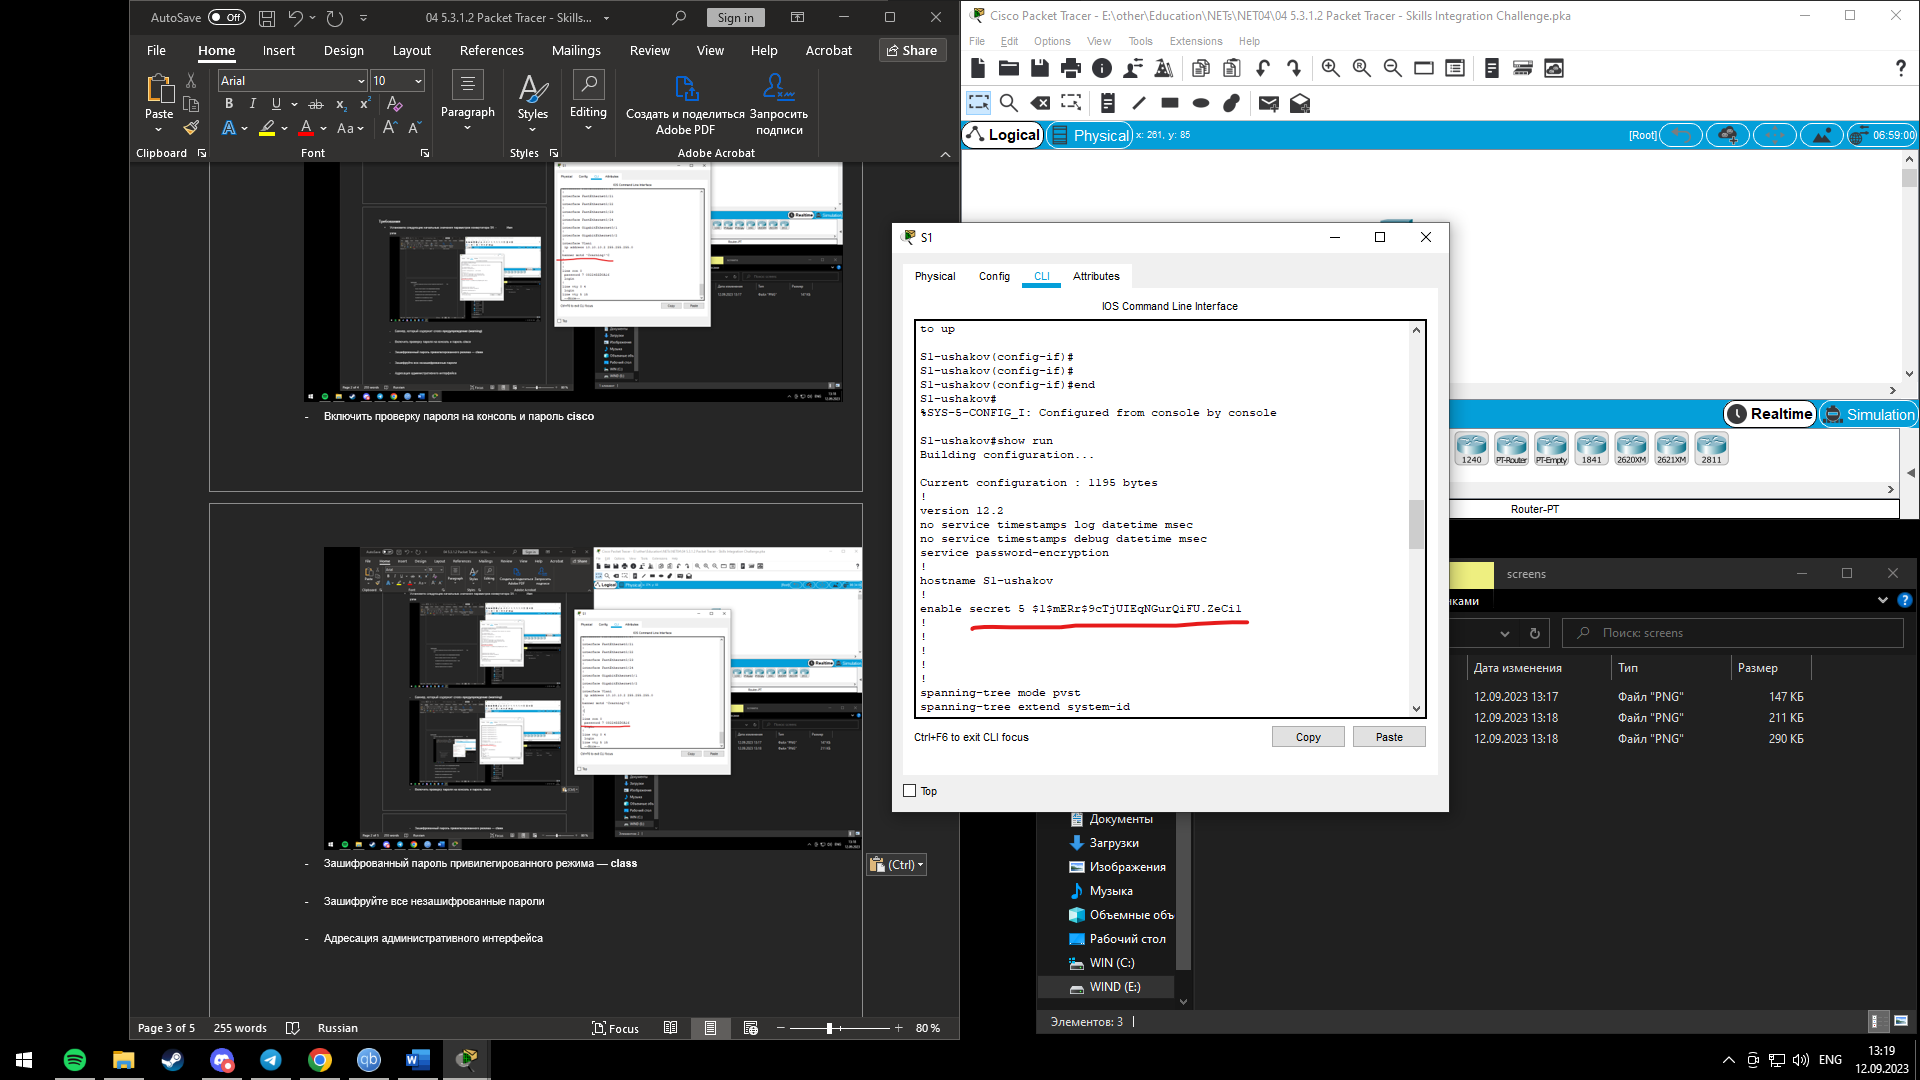 AutoSave Off
04 5.3.1.2 Packet Tracer - Skills...
Sign in
File Home Insert Design Layout References Mailings Review View Help Acrobat Share
Paste
Arial 10
B I U ab x₂ x²
A Aa A A
Paragraph
Styles
Editing
Создать и поделиться Adobe PDF
Запросить подписи
Clipboard Font Styles Adobe Acrobat
- Включить проверку пароля на консоль и пароль cisco
- Зашифрованный пароль привилегированного режима — class
(Ctrl)
- Зашифруйте все незашифрованные пароли
- Адресация административного интерфейса
Page 3 of 5 255 words Russian Focus 80 %
Cisco Packet Tracer - E:\other\Education\NETs\NET04\04 5.3.1.2 Packet Tracer - Skills Integration Challenge.pka
File Edit Options View Tools Extensions Help
?
Logical Physical x: 261, y: 85 [Root] 06:59:00
Realtime Simulation
1240 PT-Router PT-Empty 1841 2620XM 2621XM 2811
Router-PT
S1
Physical Config CLI Attributes
IOS Command Line Interface
to up
S1-ushakov(config-if)#
S1-ushakov(config-if)#
S1-ushakov(config-if)#end
S1-ushakov#
%SYS-5-CONFIG_I: Configured from console by console
S1-ushakov#show run
Building configuration...
Current configuration : 1195 bytes
!
version 12.2
no service timestamps log datetime msec
no service timestamps debug datetime msec
service password-encryption
!
hostname S1-ushakov
!
enable secret 5 $1$mERr$9cTjUIEqNGurQiFU.ZeCi1
!
!
!
!
!
spanning-tree mode pvst
spanning-tree extend system-id
Ctrl+F6 to exit CLI focus
Copy Paste
Top
screens
нками
Поиск: screens
Дата изменения Тип Размер
12.09.2023 13:17 Файл "PNG" 147 КБ
12.09.2023 13:18 Файл "PNG" 211 КБ
12.09.2023 13:18 Файл "PNG" 290 КБ
Документы
Загрузки
Изображения
Музыка
Объемные объ
Рабочий стол
WIN (C:)
WIND (E:)
Элементов: 3
qb
ENG
13:19
12.09.2023